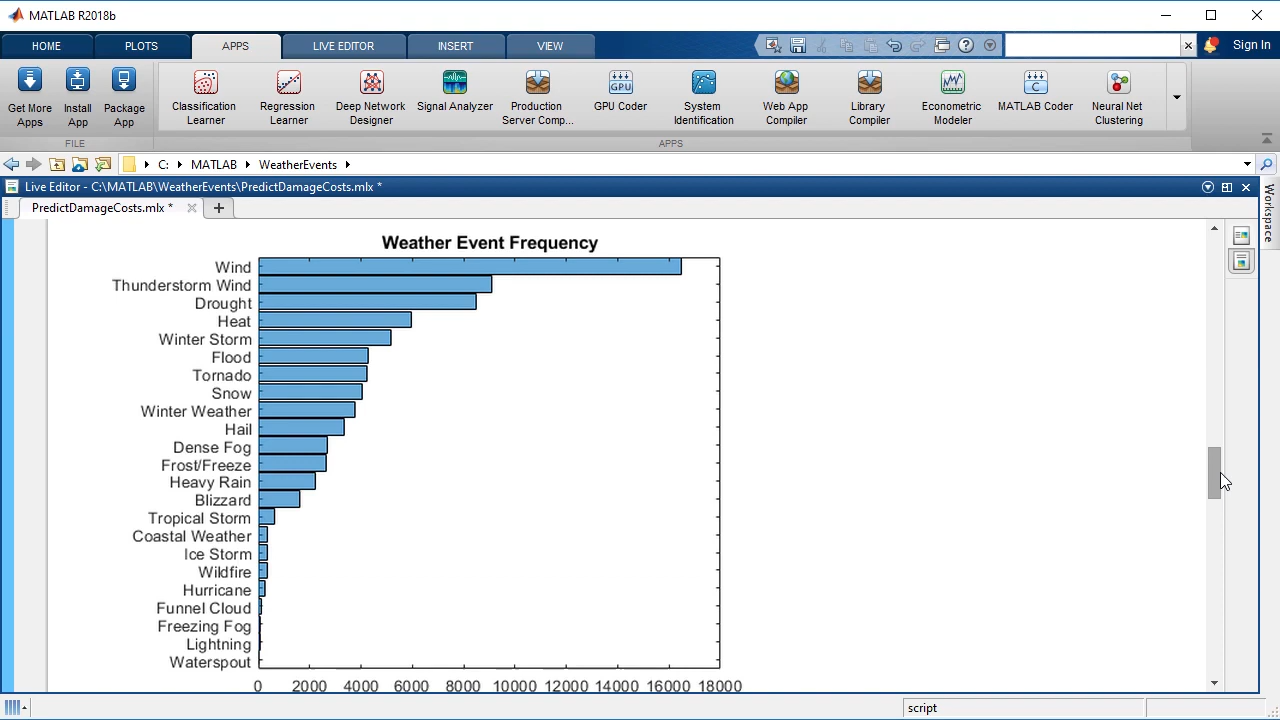 MATLAB R2018b
HOME PLOTS APPS LIVE EDITOR INSERT VIEW Sign In
Get More Apps Install App Package App Classification Learner Regression Learner Deep Network Designer Signal Analyzer Production Server Comp... GPU Coder System Identification Web App Compiler Library Compiler Econometric Modeler MATLAB Coder Neural Net Clustering
FILE APPS
C: MATLAB WeatherEvents
Live Editor - C:\MATLAB\WeatherEvents\PredictDamageCosts.mlx *
PredictDamageCosts.mlx *
Workspace
Weather Event Frequency
Wind
Thunderstorm Wind
Drought
Heat
Winter Storm
Flood
Tornado
Snow
Winter Weather
Hail
Dense Fog
Frost/Freeze
Heavy Rain
Blizzard
Tropical Storm
Coastal Weather
Ice Storm
Wildfire
Hurricane
Funnel Cloud
Freezing Fog
Lightning
Waterspout
0 2000 4000 6000 8000 10000 12000 14000 16000 18000
script